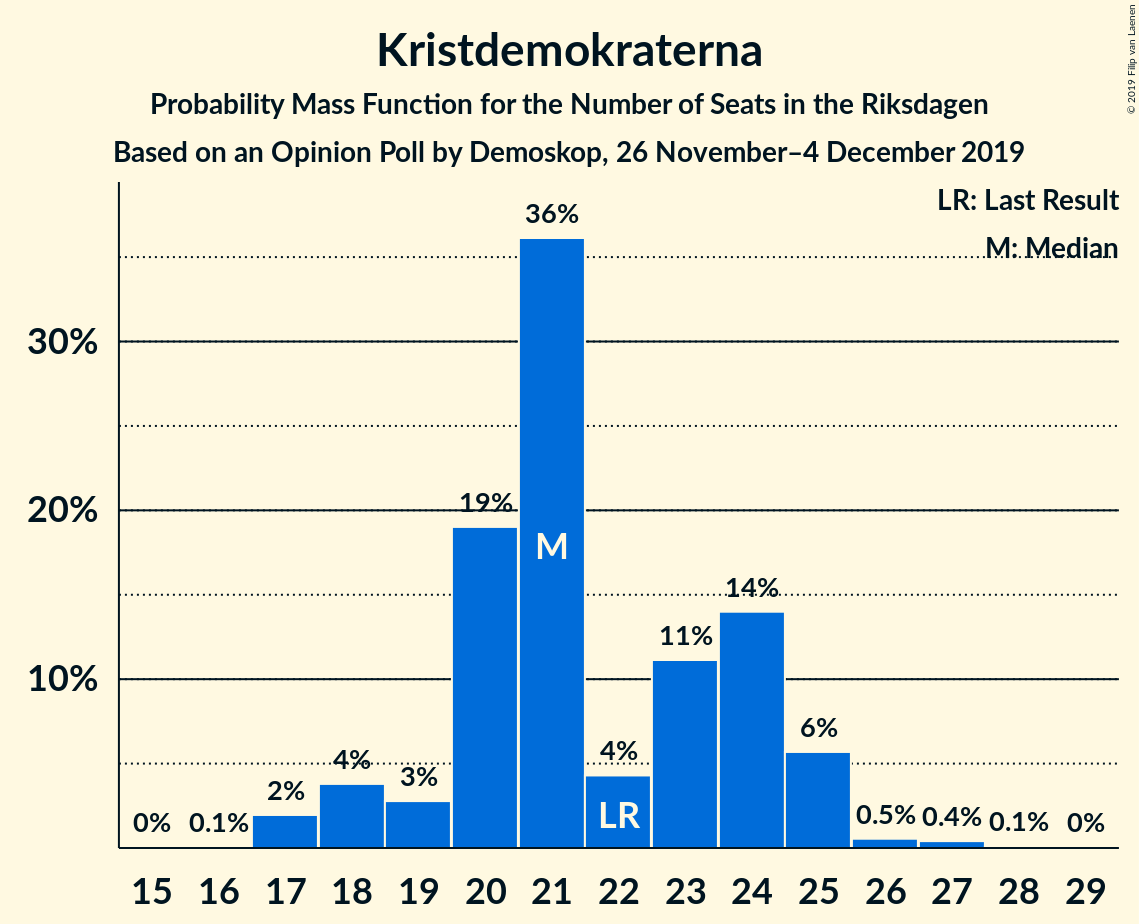 Kristdemokraterna
Probability Mass Function for the Number of Seats in the Riksdagen
Based on an Opinion Poll by Demoskop, 26 November–4 December 2019
© 2019 Filip van Laenen
LR: Last Result
M: Median
36%
30%
20%
19%
M
14%
11%
10%
6%
4%
4%
3%
2%
LR
0% 0.1% 0.5% 0.4% 0.1% 0%
15 16 17 18 19 20 21 22 23 24 25 26 27 28 29